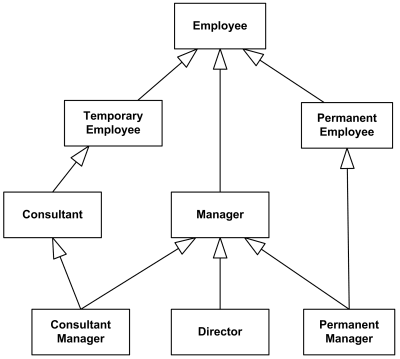 Employee
Temporary
Employee
Permanent
Employee
Consultant
Manager
Consultant
Manager
Director
Permanent
Manager